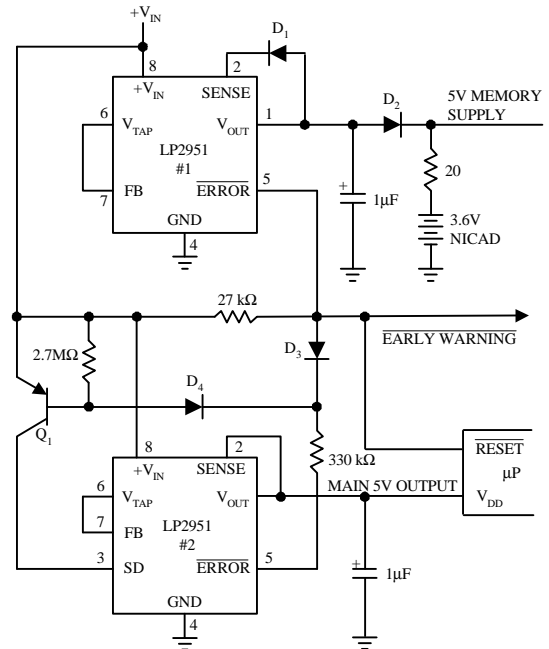 +V_IN
D_1
8
2
+V_IN
SENSE
6
V_TAP
V_OUT
1
D_2
5V MEMORY
SUPPLY
LP2951
#1
7
FB
ERROR
5
+
1µF
20
GND
4
3.6V
NICAD
27 kΩ
EARLY WARNING
2.7MΩ
D_3
D_4
Q_1
8
2
330 kΩ
+V_IN
SENSE
RESET
µP
6
V_TAP
V_OUT
MAIN 5V OUTPUT
V_DD
7
FB
LP2951
#2
3
SD
ERROR
5
+
1µF
GND
4